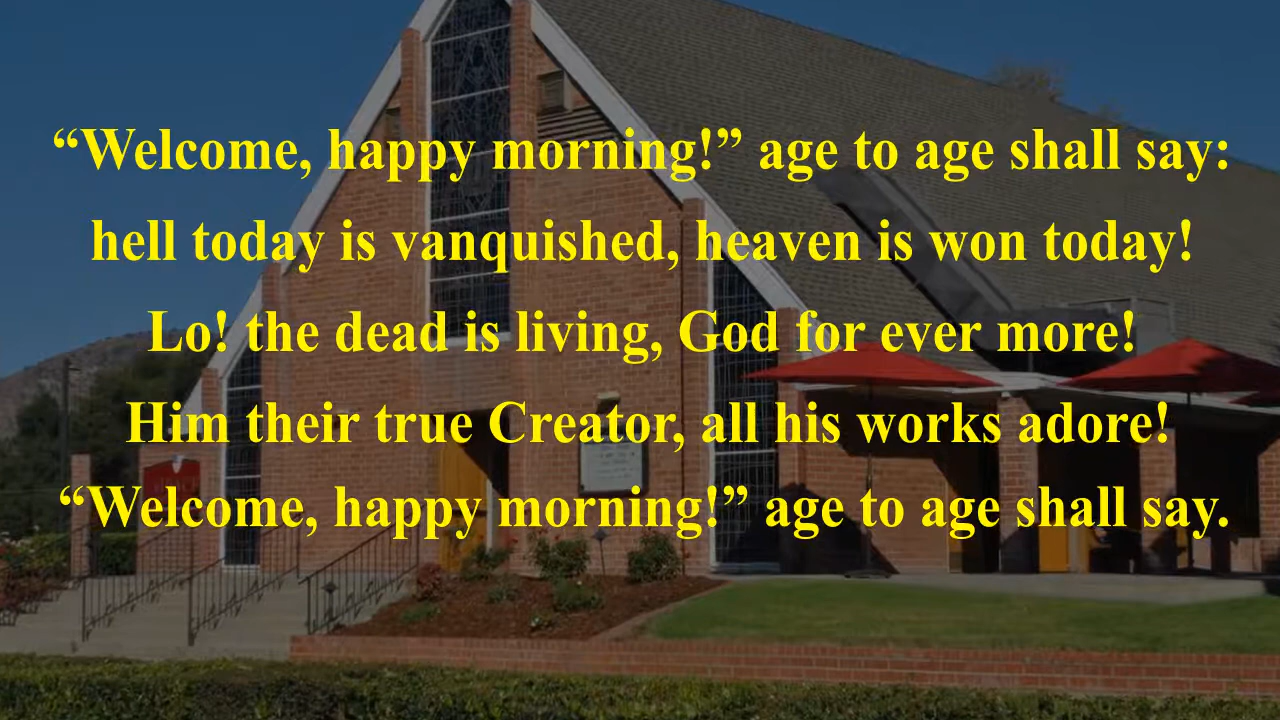 “Welcome, happy morning!” age to age shall say:
hell today is vanquished, heaven is won today!
Lo! the dead is living, God for ever more!
Him their true Creator, all his works adore!
“Welcome, happy morning!” age to age shall say.